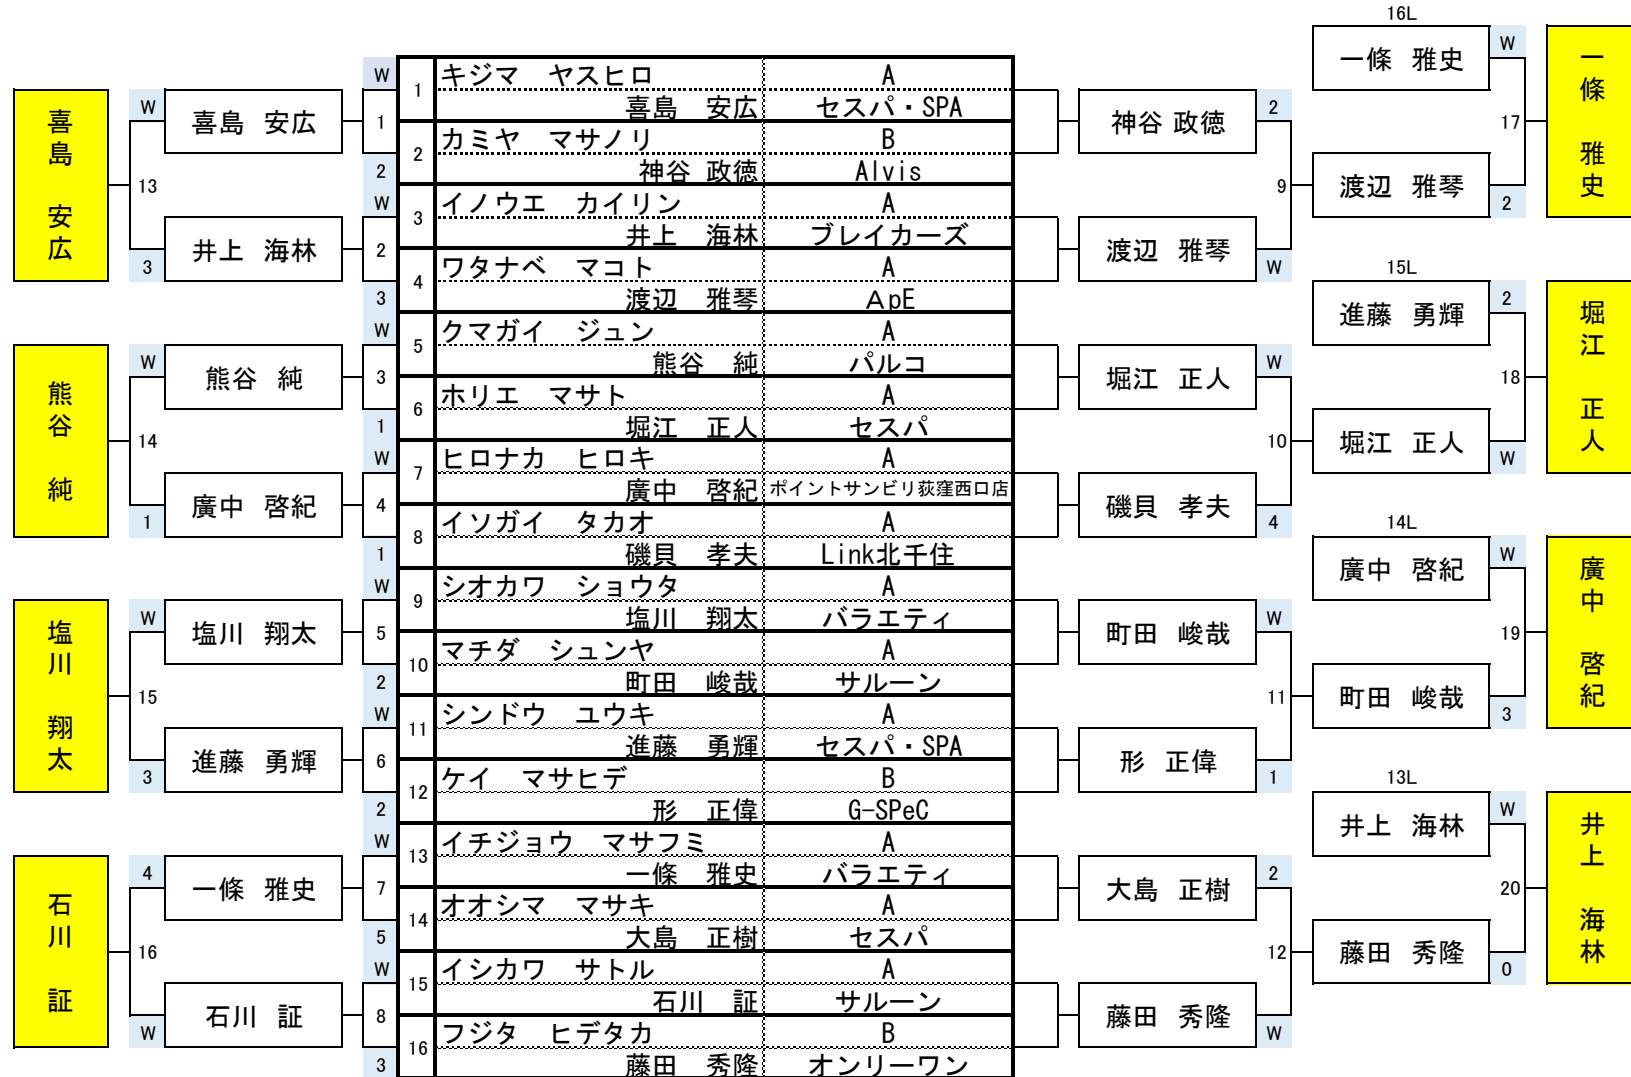 16L
一條 雅史 W
一條 雅史
17
渡辺 雅琴 2
W 1 キジマ ヤスヒロ A
喜島 安広 セスパ・SPA
1
2 カミヤ マサノリ B
2 神谷 政徳 Alvis
W 3 イノウエ カイリン A
井上 海林 ブレイカーズ
2
4 ワタナベ マコト A
3 渡辺 雅琴 ApE
W 5 クマガイ ジュン A
熊谷 純 パルコ
3
6 ホリエ マサト A
1 堀江 正人 セスパ
W 7 ヒロナカ ヒロキ A
廣中 啓紀 ポイントサンビリ荻窪西口店
4
8 イソガイ タカオ A
1 磯貝 孝夫 Link北千住
W 9 シオカワ ショウタ A
塩川 翔太 バラエティ
5
10 マチダ シュンヤ A
2 町田 峻哉 サルーン
W 11 シンドウ ユウキ A
進藤 勇輝 セスパ・SPA
6
12 ケイ マサヒデ B
2 形 正偉 G-SPeC
W 13 イチジョウ マサフミ A
一條 雅史 バラエティ
7
14 オオシマ マサキ A
5 大島 正樹 セスパ
W 15 イシカワ サトル A
石川 証 サルーン
8
16 フジタ ヒデタカ B
3 藤田 秀隆 オンリーワン
喜島 安広
W 喜島 安広
13
3 井上 海林
熊谷 純
W 熊谷 純
14
1 廣中 啓紀
塩川 翔太
W 塩川 翔太
15
3 進藤 勇輝
石川 証
4 一條 雅史
16
W 石川 証
神谷 政徳 2
9
渡辺 雅琴 W
堀江 正人 W
10
磯貝 孝夫 4
町田 峻哉 W
11
形 正偉 1
大島 正樹 2
12
藤田 秀隆 W
15L
進藤 勇輝 2
18
堀江 正人 W
堀江 正人
14L
廣中 啓紀 W
19
町田 峻哉 3
廣中 啓紀
13L
井上 海林 W
20
藤田 秀隆 0
井上 海林